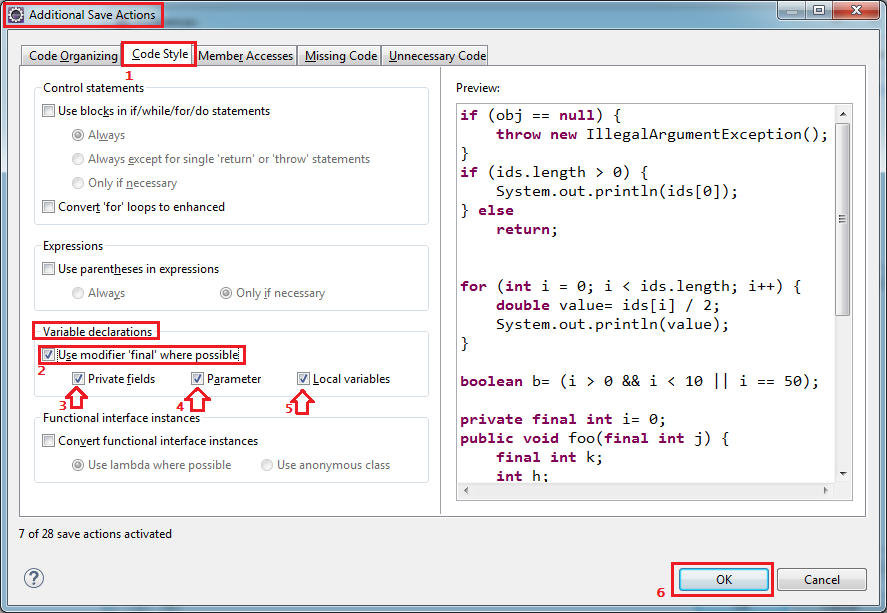 Additional Save Actions
Code Organizing Code Style Member Accesses Missing Code Unnecessary Code
1
Control statements
Use blocks in if/while/for/do statements
Always
Always except for single 'return' or 'throw' statements
Only if necessary
Convert 'for' loops to enhanced
Expressions
Use parentheses in expressions
Always Only if necessary
Variable declarations
Use modifier 'final' where possible
2
Private fields Parameter Local variables
3 4 5
Functional interface instances
Convert functional interface instances
Use lambda where possible Use anonymous class
Preview:
if (obj == null) {
    throw new IllegalArgumentException();
}
if (ids.length > 0) {
    System.out.println(ids[0]);
} else
    return;
for (int i = 0; i < ids.length; i++) {
    double value= ids[i] / 2;
    System.out.println(value);
}
boolean b= (i > 0 && i < 10 || i == 50);
private final int i= 0;
public void foo(final int j) {
    final int k;
    int h;
7 of 28 save actions activated
?
6
OK Cancel